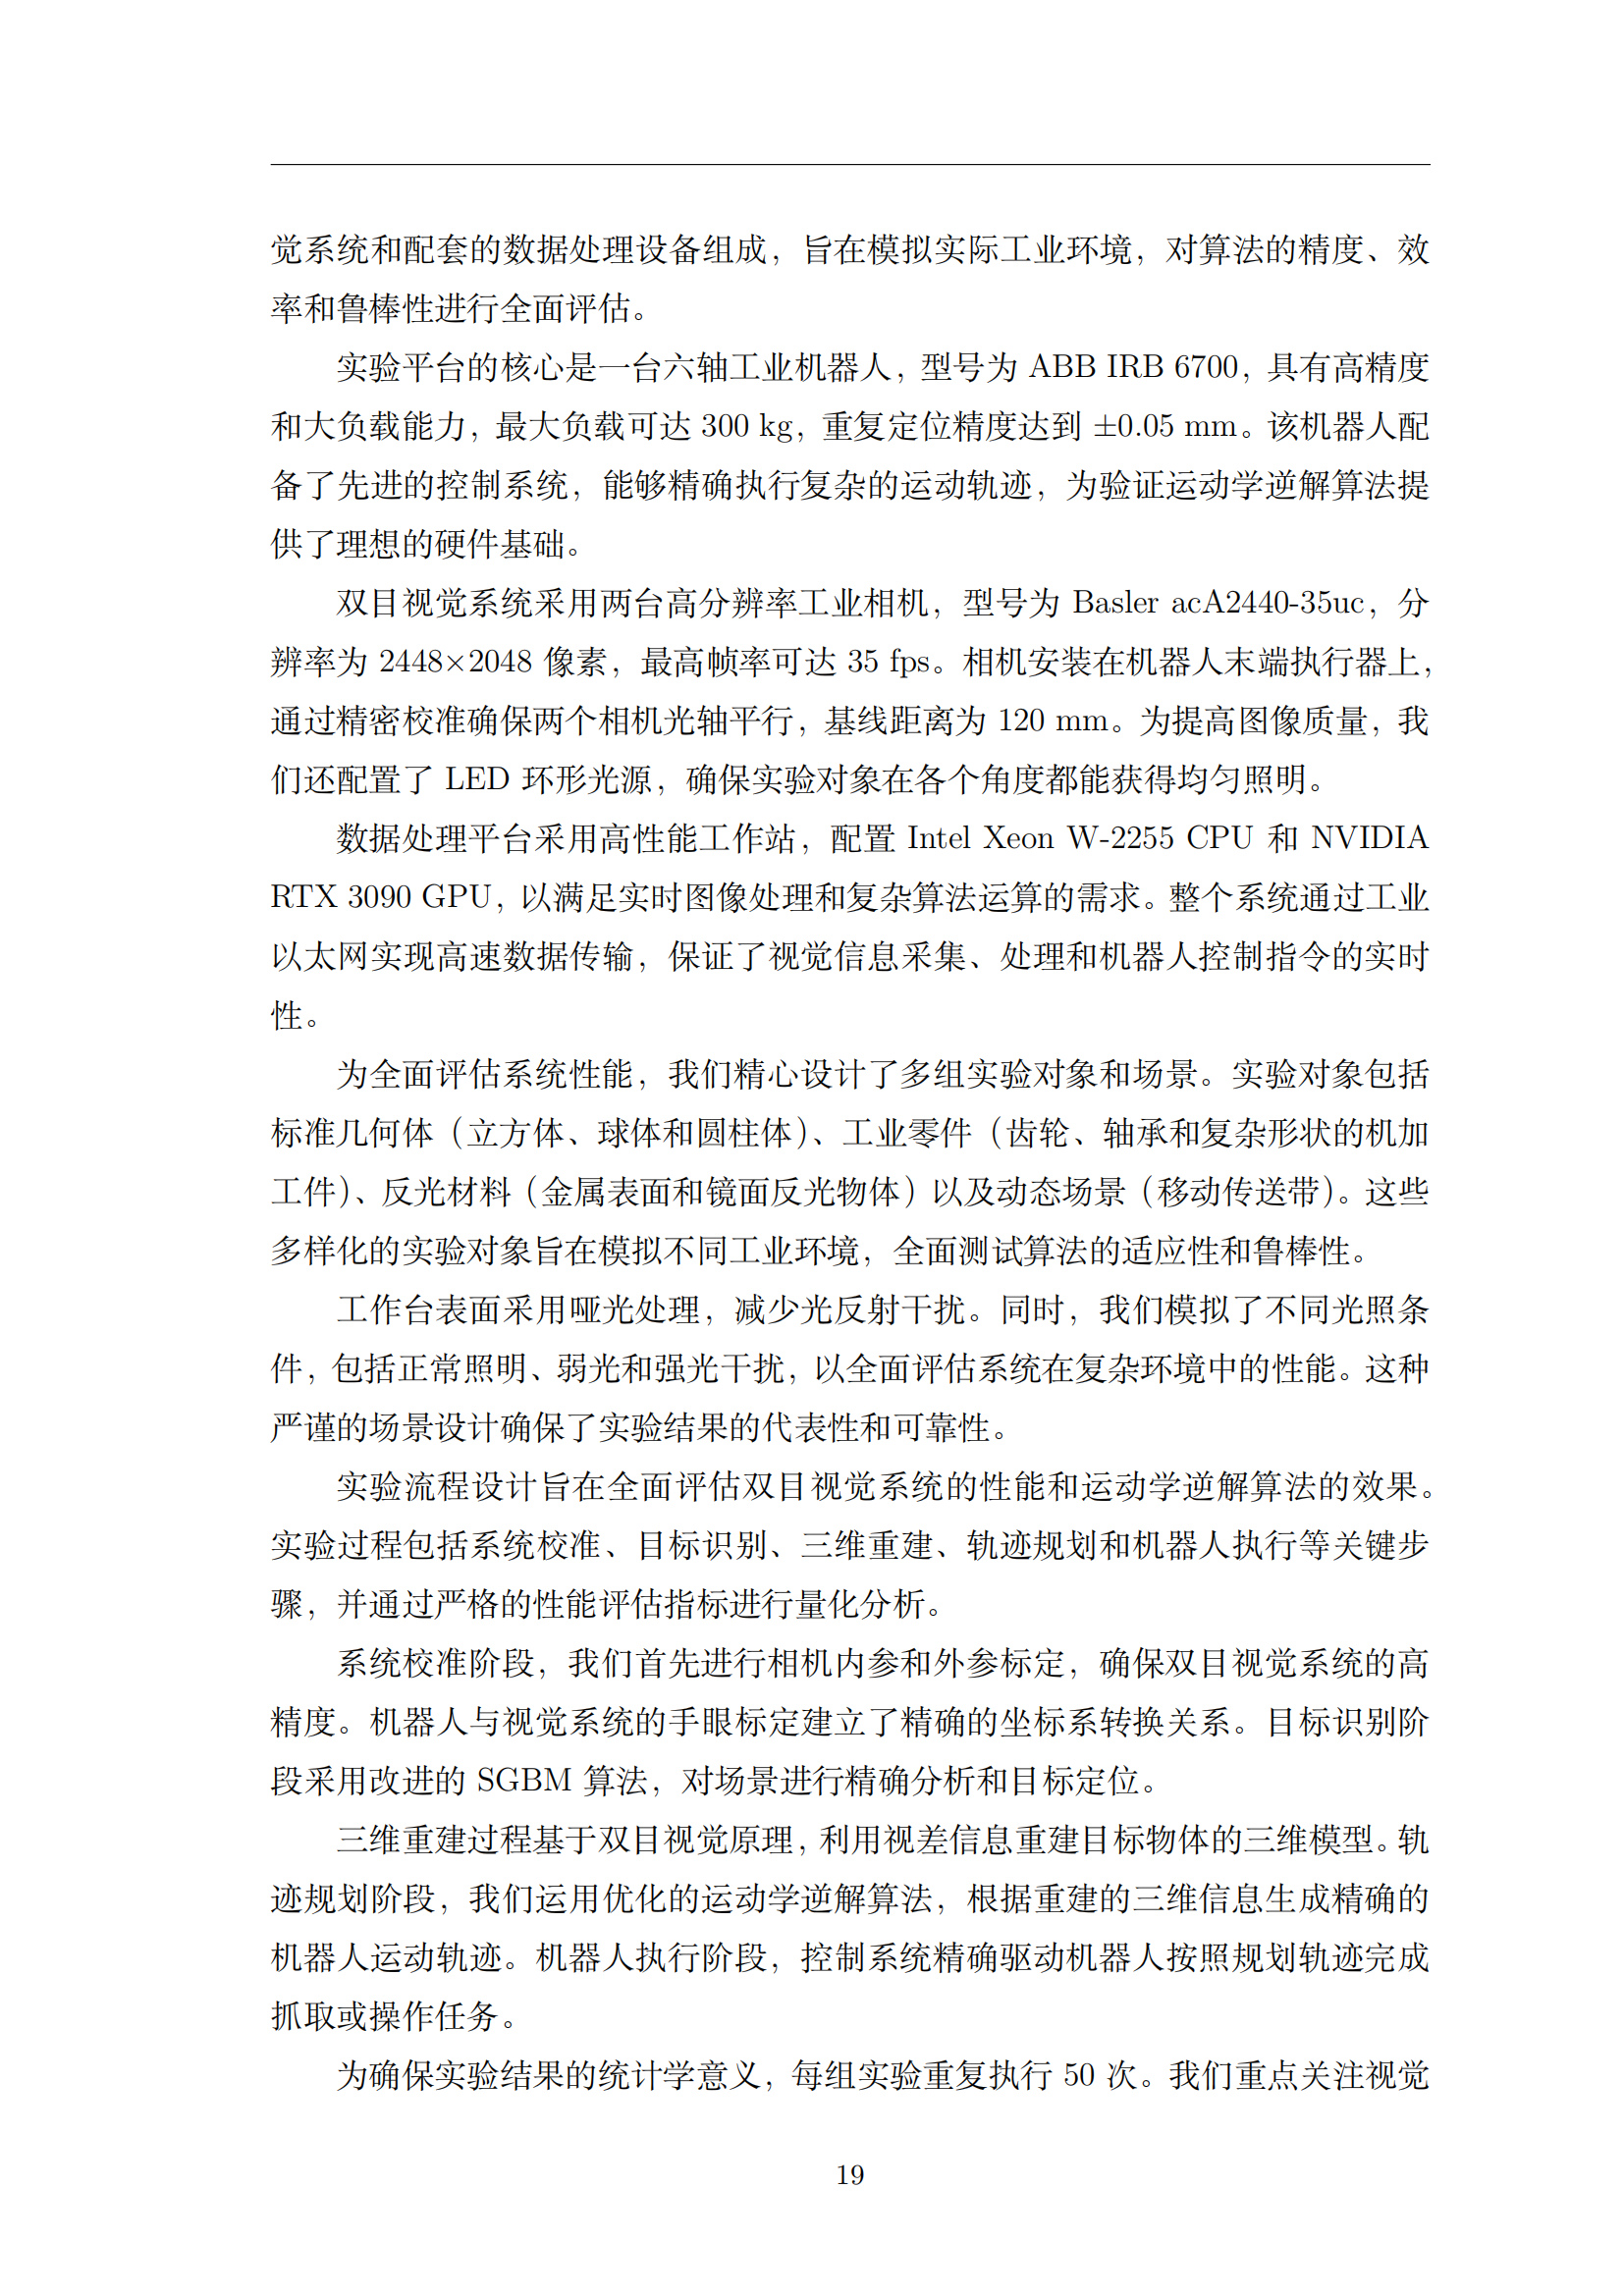 觉系统和配套的数据处理设备组成，旨在模拟实际工业环境，对算法的精度、效
率和鲁棒性进行全面评估。
实验平台的核心是一台六轴工业机器人，型号为 ABB IRB 6700，具有高精度
和大负载能力，最大负载可达 300 kg，重复定位精度达到 ±0.05 mm。该机器人配
备了先进的控制系统，能够精确执行复杂的运动轨迹，为验证运动学逆解算法提
供了理想的硬件基础。
双目视觉系统采用两台高分辨率工业相机，型号为 Basler acA2440-35uc，分
辨率为 2448×2048 像素，最高帧率可达 35 fps。相机安装在机器人末端执行器上，
通过精密校准确保两个相机光轴平行，基线距离为 120 mm。为提高图像质量，我
们还配置了 LED 环形光源，确保实验对象在各个角度都能获得均匀照明。
数据处理平台采用高性能工作站，配置 Intel Xeon W-2255 CPU 和 NVIDIA
RTX 3090 GPU，以满足实时图像处理和复杂算法运算的需求。整个系统通过工业
以太网实现高速数据传输，保证了视觉信息采集、处理和机器人控制指令的实时
性。
为全面评估系统性能，我们精心设计了多组实验对象和场景。实验对象包括
标准几何体（立方体、球体和圆柱体）、工业零件（齿轮、轴承和复杂形状的机加
工件）、反光材料（金属表面和镜面反光物体）以及动态场景（移动传送带）。这些
多样化的实验对象旨在模拟不同工业环境，全面测试算法的适应性和鲁棒性。
工作台表面采用哑光处理，减少光反射干扰。同时，我们模拟了不同光照条
件，包括正常照明、弱光和强光干扰，以全面评估系统在复杂环境中的性能。这种
严谨的场景设计确保了实验结果的代表性和可靠性。
实验流程设计旨在全面评估双目视觉系统的性能和运动学逆解算法的效果。
实验过程包括系统校准、目标识别、三维重建、轨迹规划和机器人执行等关键步
骤，并通过严格的性能评估指标进行量化分析。
系统校准阶段，我们首先进行相机内参和外参标定，确保双目视觉系统的高
精度。机器人与视觉系统的手眼标定建立了精确的坐标系转换关系。目标识别阶
段采用改进的 SGBM 算法，对场景进行精确分析和目标定位。
三维重建过程基于双目视觉原理，利用视差信息重建目标物体的三维模型。轨
迹规划阶段，我们运用优化的运动学逆解算法，根据重建的三维信息生成精确的
机器人运动轨迹。机器人执行阶段，控制系统精确驱动机器人按照规划轨迹完成
抓取或操作任务。
为确保实验结果的统计学意义，每组实验重复执行 50 次。我们重点关注视觉
19